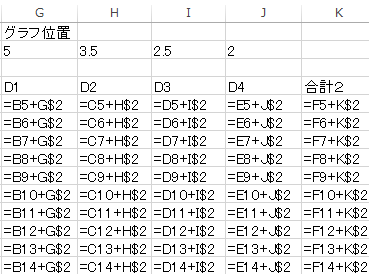 G H I J K
グラフ位置
5 3.5 2.5 2
D1 D2 D3 D4 合計2
=B5+G$2 =C5+H$2 =D5+I$2 =E5+J$2 =F5+K$2
=B6+G$2 =C6+H$2 =D6+I$2 =E6+J$2 =F6+K$2
=B7+G$2 =C7+H$2 =D7+I$2 =E7+J$2 =F7+K$2
=B8+G$2 =C8+H$2 =D8+I$2 =E8+J$2 =F8+K$2
=B9+G$2 =C9+H$2 =D9+I$2 =E9+J$2 =F9+K$2
=B10+G$2 =C10+H$2 =D10+I$2 =E10+J$2 =F10+K$2
=B11+G$2 =C11+H$2 =D11+I$2 =E11+J$2 =F11+K$2
=B12+G$2 =C12+H$2 =D12+I$2 =E12+J$2 =F12+K$2
=B13+G$2 =C13+H$2 =D13+I$2 =E13+J$2 =F13+K$2
=B14+G$2 =C14+H$2 =D14+I$2 =E14+J$2 =F14+K$2